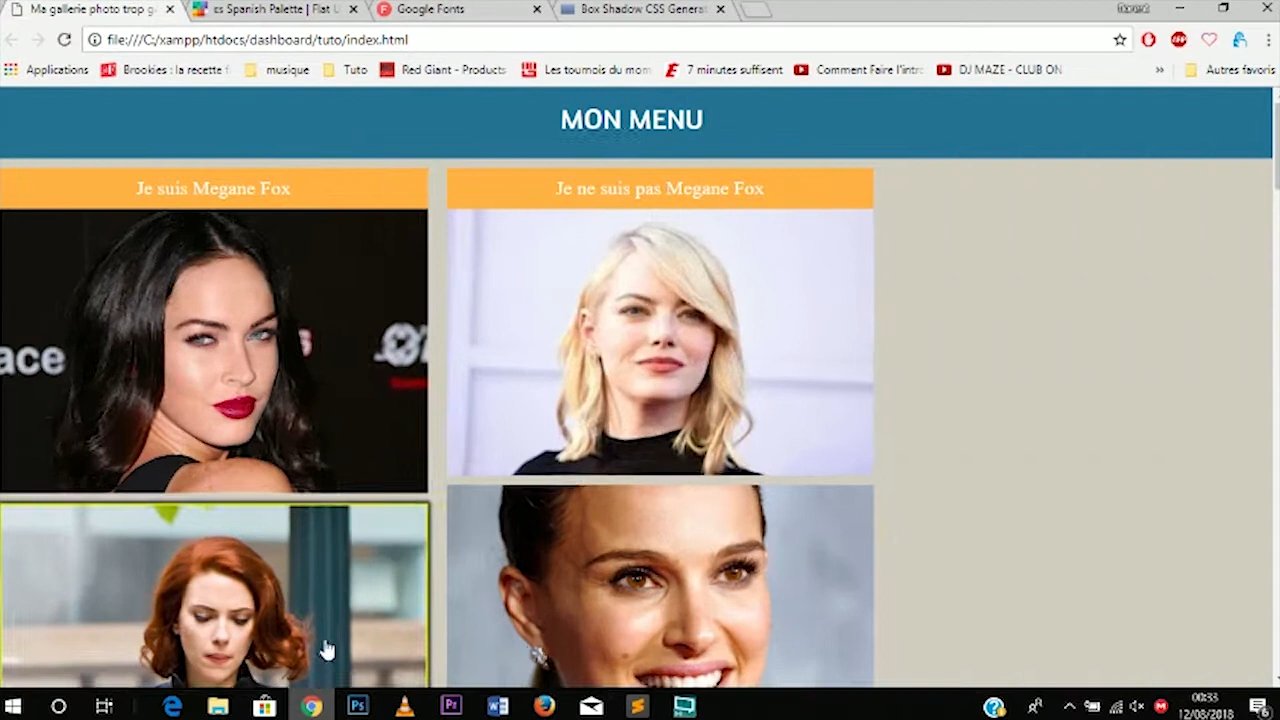 Ma gallerie photo trop g
cs Spanish Palette | Flat U
Google Fonts
Box Shadow CSS Generat
file:///C:/xampp/htdocs/dashboard/tuto/index.html
Applications
Brookies : la recette f
musique
Tuto
Red Giant - Products
Les tournois du mom
7 minutes suffisent
Comment Faire l'intro
DJ MAZE - CLUB ON
»
Autres favoris
MON MENU
Je suis Megane Fox
Je ne suis pas Megane Fox
ace
00:33
12/08/2018